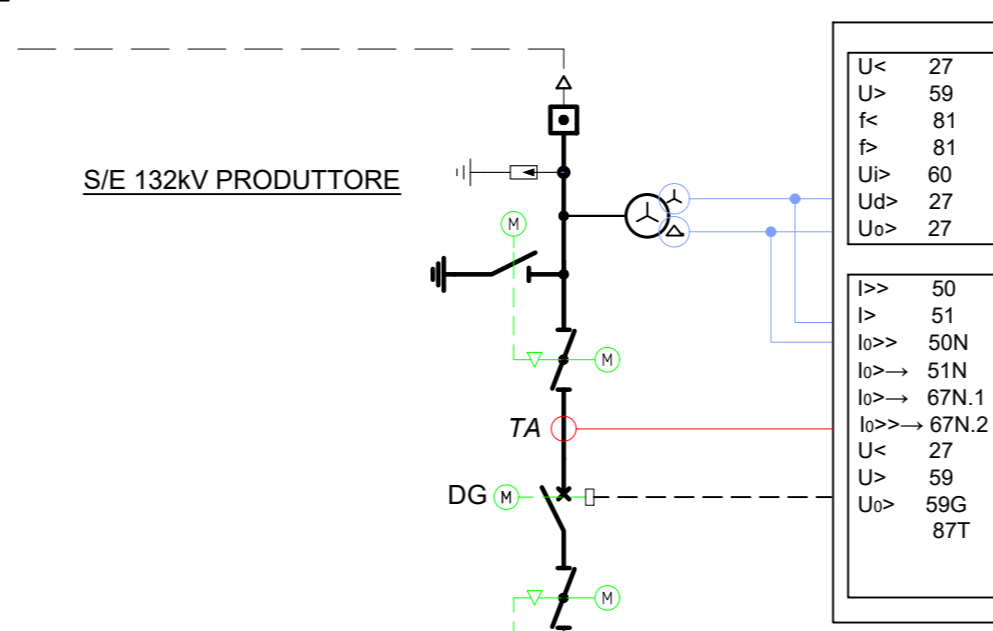 U< 27
U> 59
f< 81
f> 81
Ui> 60
Ud> 27
U0> 27
S/E 132kV PRODUTTORE
M
I>> 50
I> 51
I0>> 50N
M
I0>→ 51N
I0>→ 67N.1
TA
I0>>→ 67N.2
U< 27
U> 59
DG M
U0> 59G
87T
M